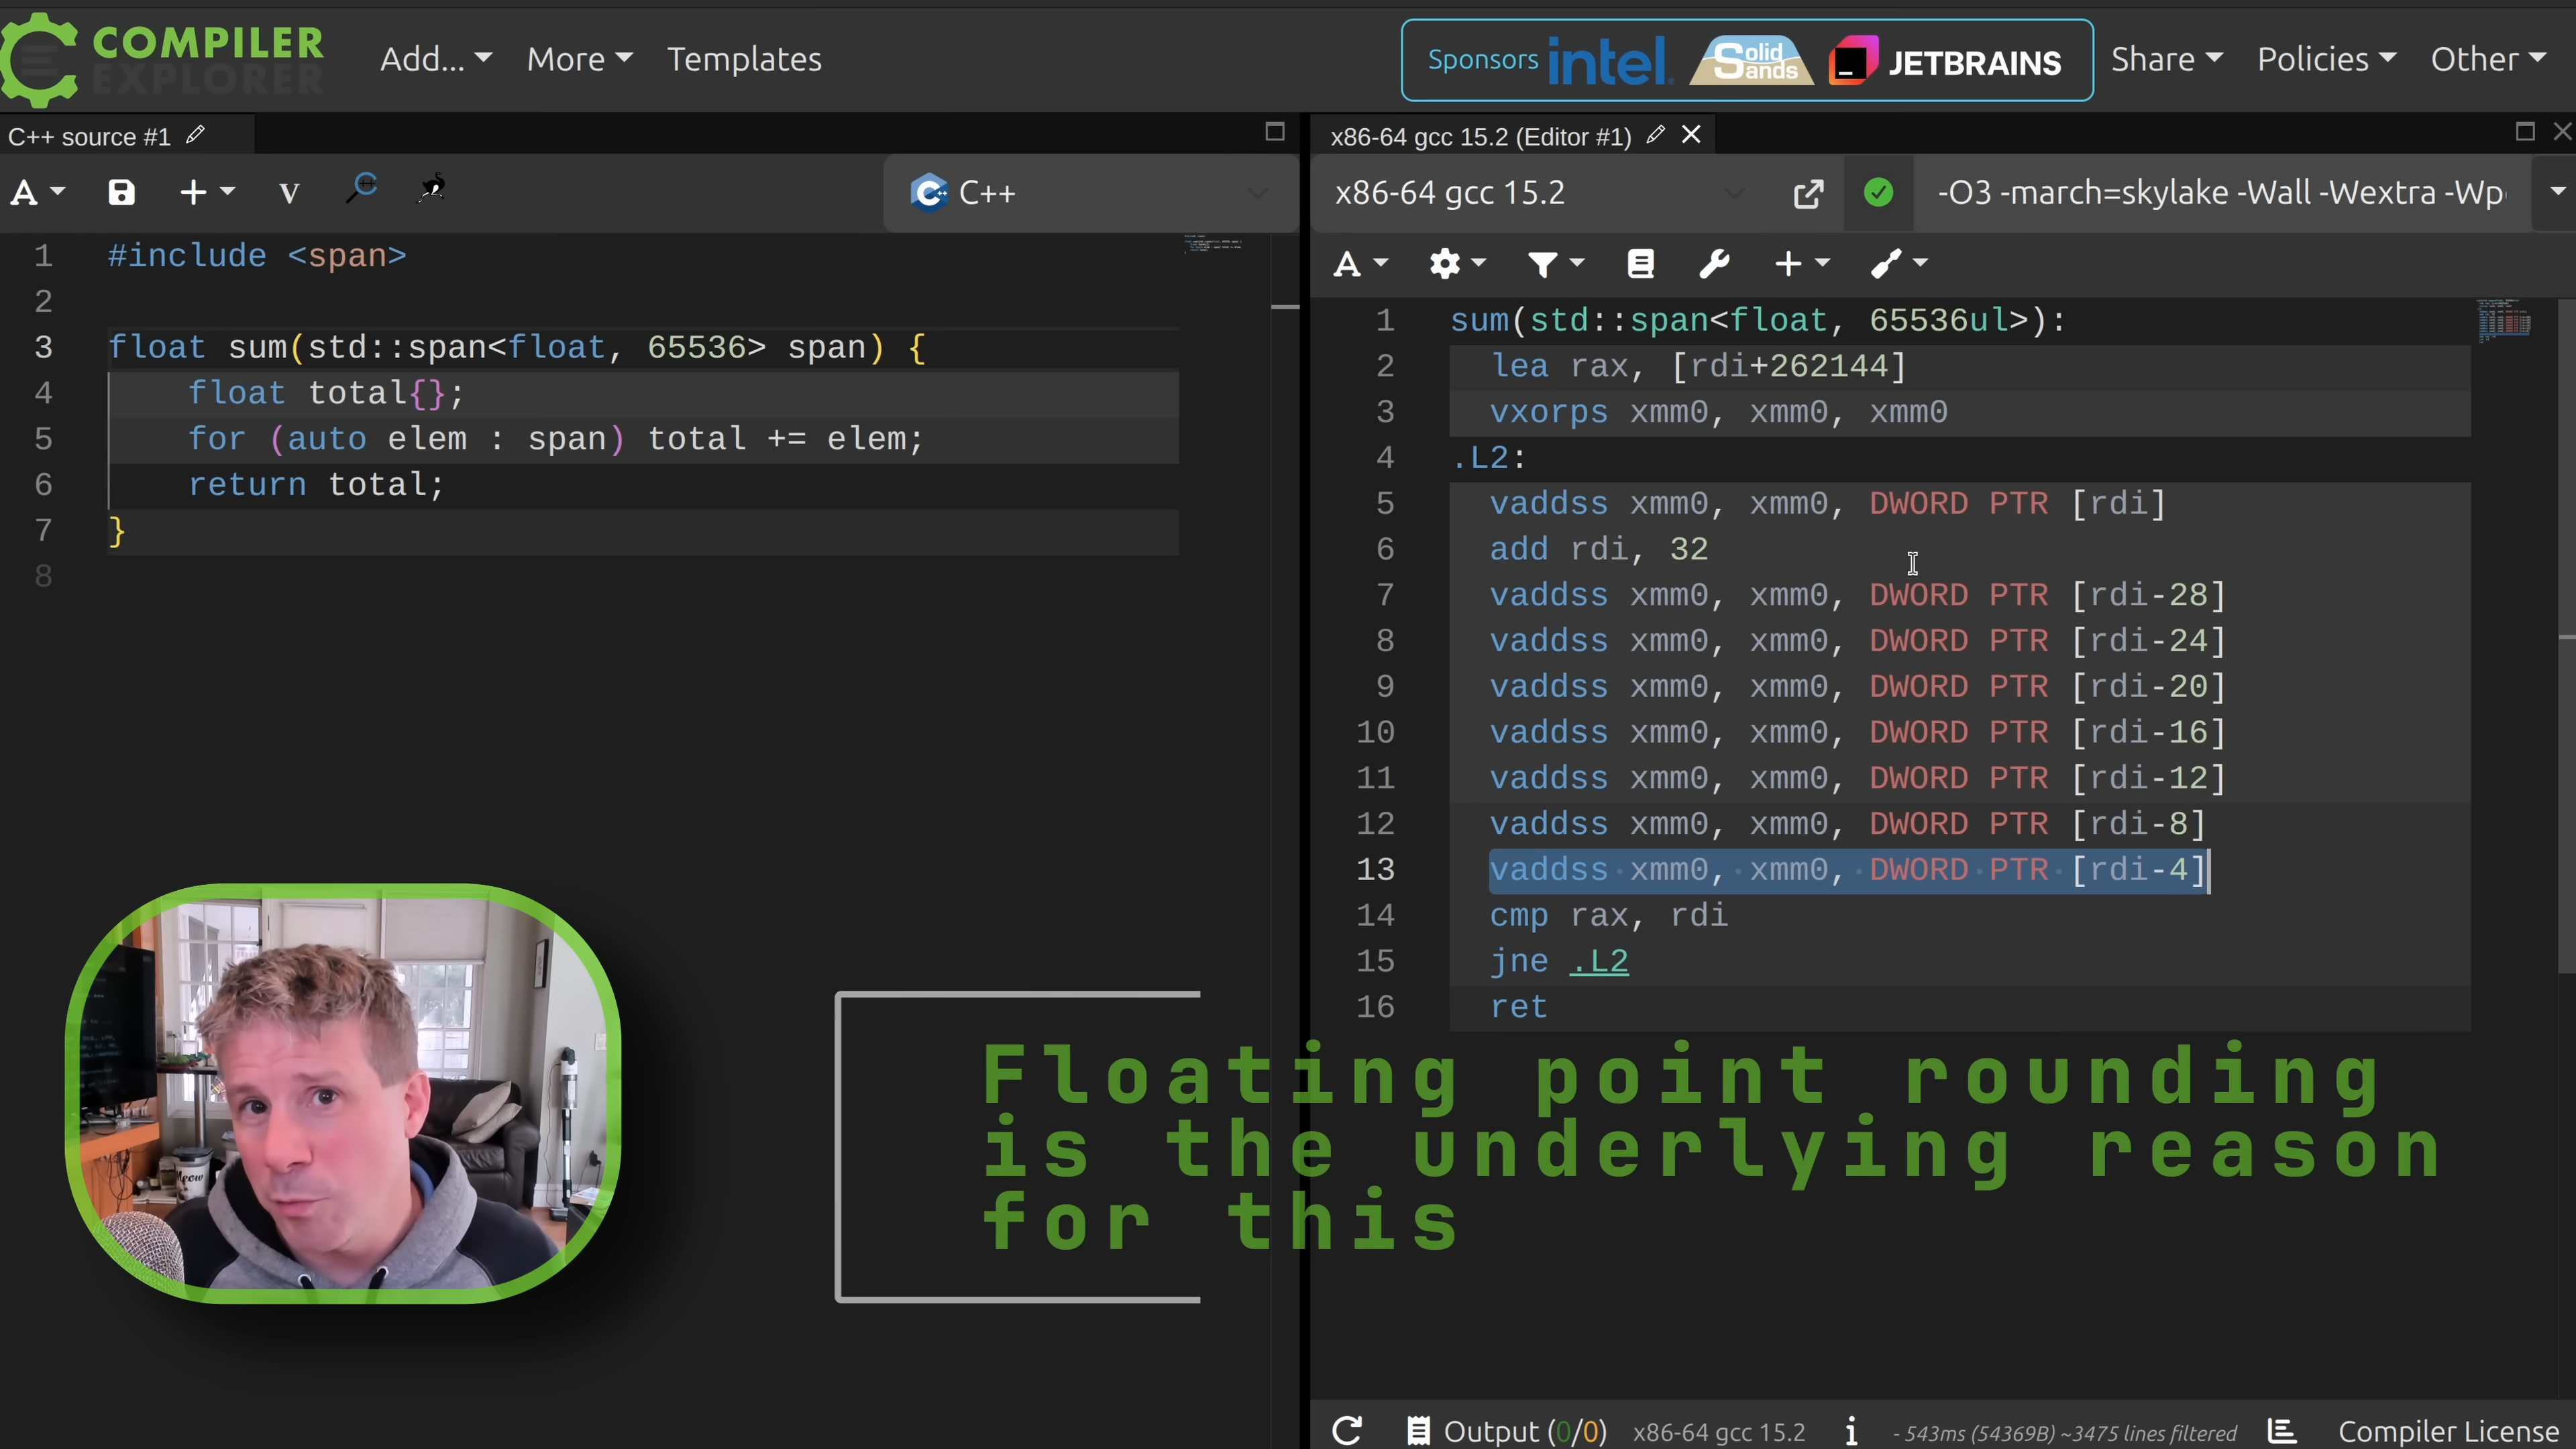 COMPILER
EXPLORER
Add...
More
Templates
Sponsors
intel.
Solid
Sands
JETBRAINS
Share
Policies
Other
C++ source #1
A
V
C++
1 #include <span>
2
3 float sum(std::span<float, 65536> span) {
4 float total{};
5 for (auto elem : span) total += elem;
6 return total;
7 }
8
x86-64 gcc 15.2 (Editor #1)
x86-64 gcc 15.2
-O3 -march=skylake -Wall -Wextra -Wp
A
1 sum(std::span<float, 65536ul>):
2 lea rax, [rdi+262144]
3 vxorps xmm0, xmm0, xmm0
4 .L2:
5 vaddss xmm0, xmm0, DWORD PTR [rdi]
6 add rdi, 32
7 vaddss xmm0, xmm0, DWORD PTR [rdi-28]
8 vaddss xmm0, xmm0, DWORD PTR [rdi-24]
9 vaddss xmm0, xmm0, DWORD PTR [rdi-20]
10 vaddss xmm0, xmm0, DWORD PTR [rdi-16]
11 vaddss xmm0, xmm0, DWORD PTR [rdi-12]
12 vaddss xmm0, xmm0, DWORD PTR [rdi-8]
13 vaddss xmm0, xmm0, DWORD PTR [rdi-4]
14 cmp rax, rdi
15 jne .L2
16 ret
Meow
Floating point rounding
is the underlying reason
for this
Output (0/0)
x86-64 gcc 15.2
i
- 543ms (54369B) ~3475 lines filtered
Compiler License